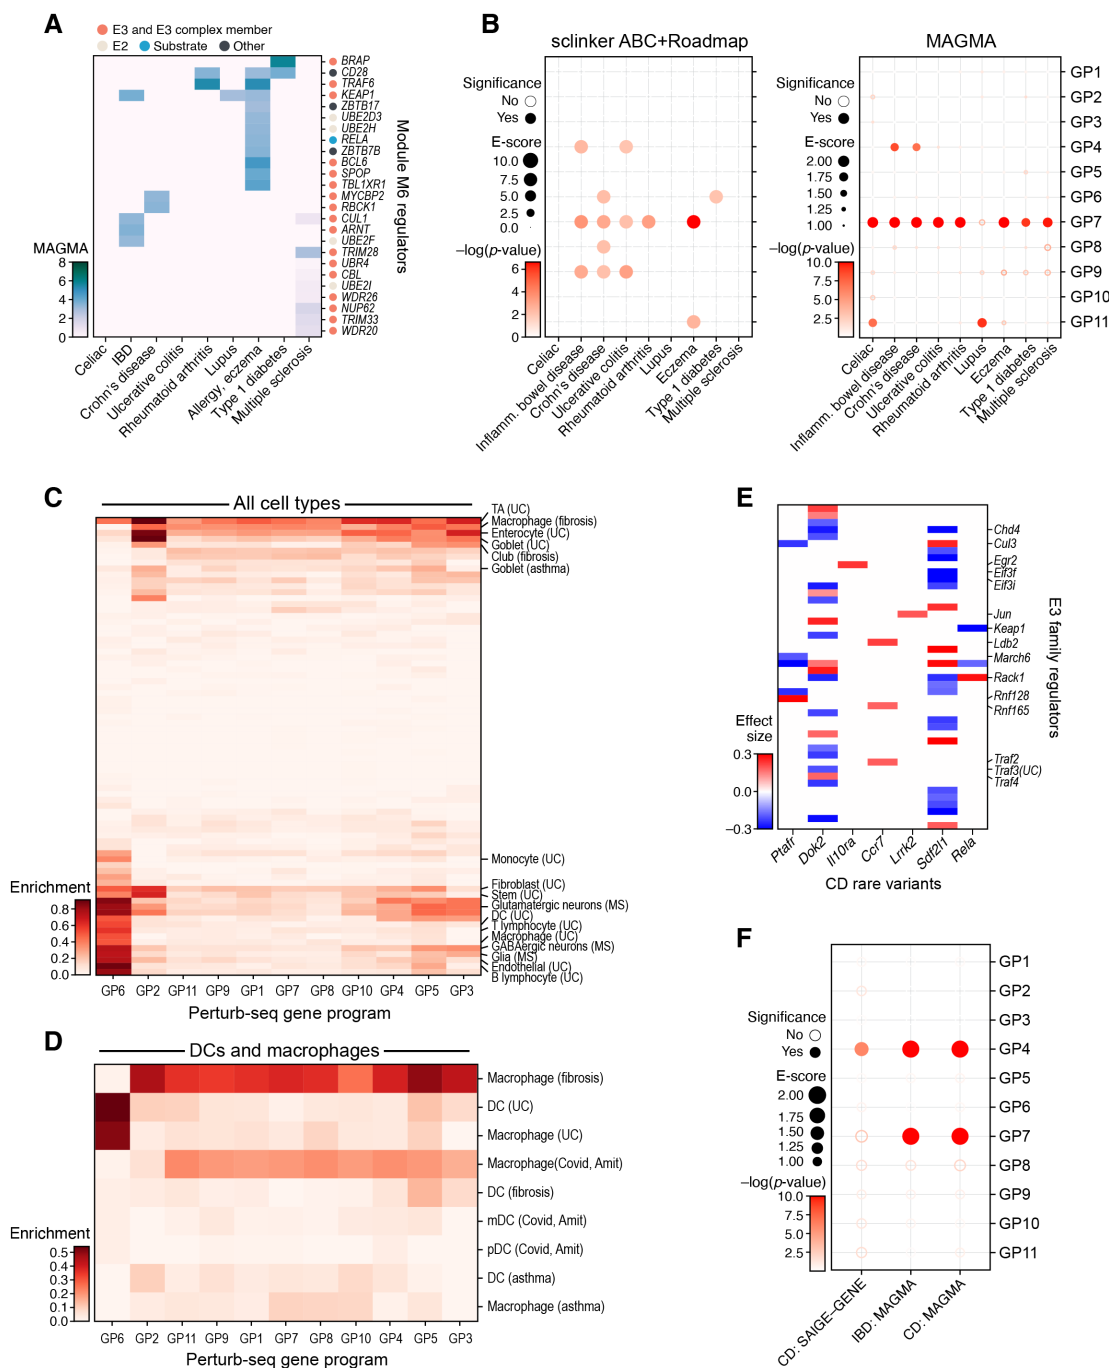 A
E3 and E3 complex member
E2 Substrate Other
BRAP
CD28
TRAF6
KEAP1
ZBTB17
UBE2D3
UBE2H
RELA
ZBTB7B
BCL6
SPOP
TBL1XR1
MYCBP2
RBCK1
CUL1
ARNT
UBE2F
TRIM28
UBR4
CBL
UBE2I
WDR26
NUP62
TRIM33
WDR20
Module M6 regulators
MAGMA
8
6
4
2
0
Celiac
IBD
Crohn's disease
Ulcerative colitis
Rheumatoid arthritis
Lupus
Allergy, eczema
Type 1 diabetes
Multiple sclerosis
B
sclinker ABC+Roadmap
Significance
No
Yes
E-score
10.0
7.5
5.0
2.5
0.0
–log(p-value)
6
4
2
0
Celiac
Inflamm. bowel disease
Crohn's disease
Ulcerative colitis
Rheumatoid arthritis
Lupus
Eczema
Type 1 diabetes
Multiple sclerosis
MAGMA
Significance
No
Yes
E-score
2.00
1.75
1.50
1.25
1.00
–log(p-value)
10.0
7.5
5.0
2.5
GP1
GP2
GP3
GP4
GP5
GP6
GP7
GP8
GP9
GP10
GP11
Celiac
Inflamm. bowel disease
Crohn's disease
Ulcerative colitis
Rheumatoid arthritis
Lupus
Eczema
Type 1 diabetes
Multiple sclerosis
C
All cell types
TA (UC)
Macrophage (fibrosis)
Enterocyte (UC)
Goblet (UC)
Club (fibrosis)
Goblet (asthma)
Monocyte (UC)
Fibroblast (UC)
Stem (UC)
Glutamatergic neurons (MS)
DC (UC)
T lymphocyte (UC)
Macrophage (UC)
GABAergic neurons (MS)
Glia (MS)
Endothelial (UC)
B lymphocyte (UC)
Enrichment
0.8
0.6
0.4
0.2
0.0
GP6 GP2 GP11 GP9 GP1 GP7 GP8 GP10 GP4 GP5 GP3
Perturb-seq gene program
D
DCs and macrophages
Macrophage (fibrosis)
DC (UC)
Macrophage (UC)
Macrophage(Covid, Amit)
DC (fibrosis)
mDC (Covid, Amit)
pDC (Covid, Amit)
DC (asthma)
Macrophage (asthma)
Enrichment
0.5
0.4
0.3
0.2
0.1
0.0
GP6 GP2 GP11 GP9 GP1 GP7 GP8 GP10 GP4 GP5 GP3
Perturb-seq gene program
E
Chd4
Cul3
Egr2
Eif3f
Eif3i
Jun
Keap1
Ldb2
March6
Rack1
Rnf128
Rnf165
Traf2
Traf3(UC)
Traf4
E3 family regulators
Effect
size
0.3
0.0
–0.3
Ptafr
Dok2
Il10ra
Ccr7
Lrrk2
Sdf2l1
Rela
CD rare variants
F
Significance
No
Yes
E-score
2.00
1.75
1.50
1.25
1.00
–log(p-value)
10.0
7.5
5.0
2.5
GP1
GP2
GP3
GP4
GP5
GP6
GP7
GP8
GP9
GP10
GP11
CD: SAIGE–GENE
IBD: MAGMA
CD: MAGMA